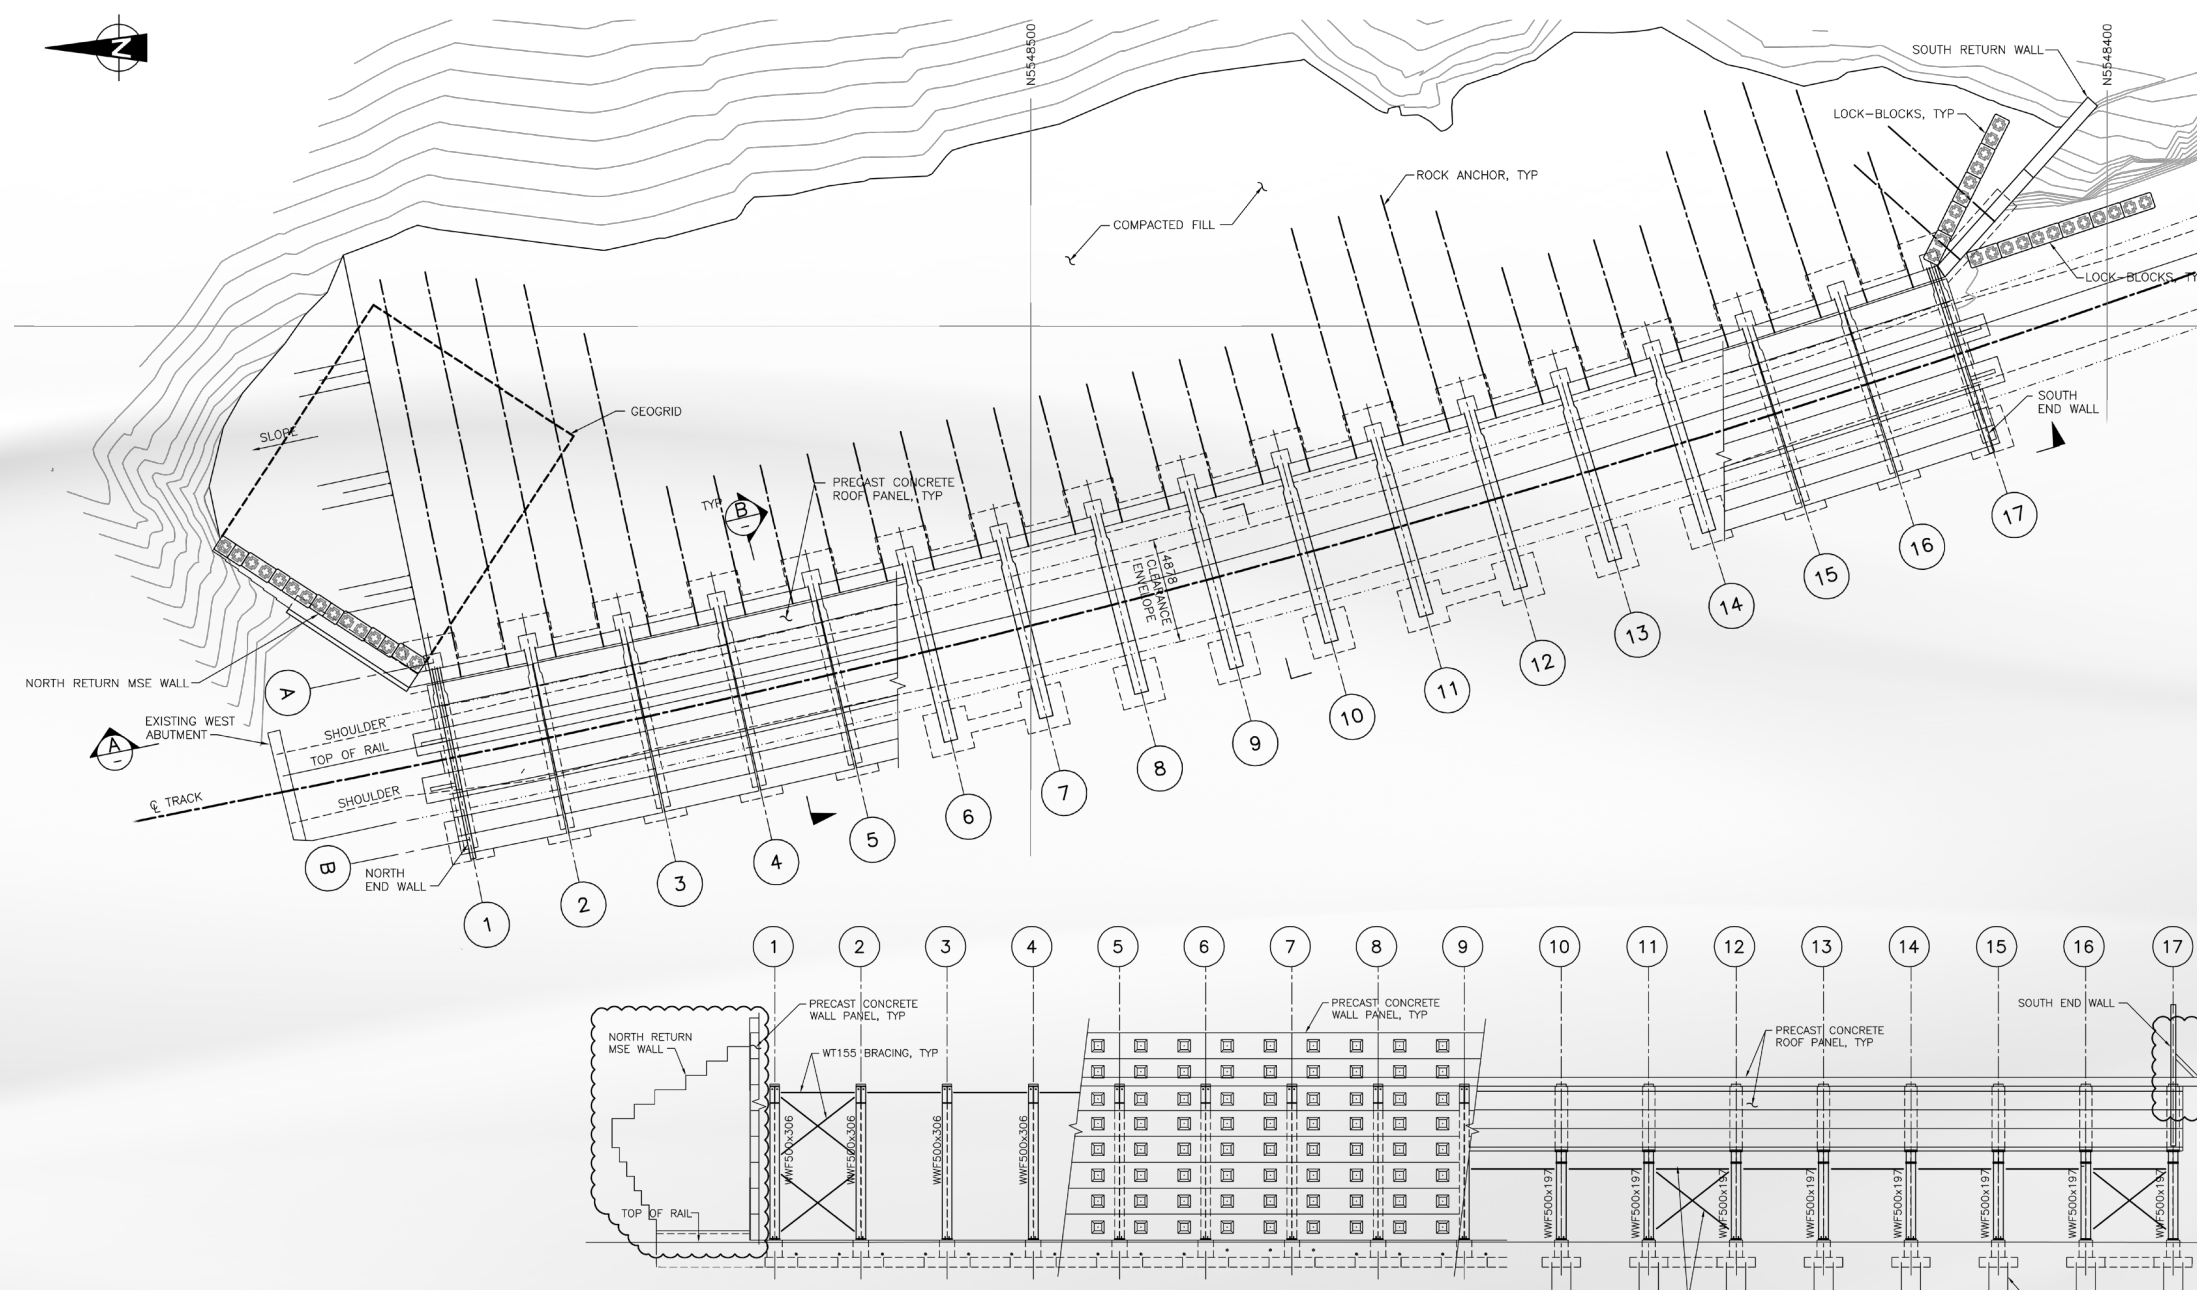 N
N5548500
N5548400
SOUTH RETURN WALL
LOCK-BLOCKS, TYP
ROCK ANCHOR, TYP
COMPACTED FILL
LOCK-BLOCKS, TY
GEOGRID
SLOPE
SOUTH
END WALL
PRECAST CONCRETE
ROOF PANEL, TYP
TYP
B
-
4878
CLEARANCE
ENVELOPE
NORTH RETURN MSE WALL
A
EXISTING WEST
ABUTMENT
A
-
SHOULDER
TOP OF RAIL
SHOULDER
℄ TRACK
B
NORTH
END WALL
1
2
3
4
5
6
7
8
9
10
11
12
13
14
15
16
17
1
2
3
4
5
6
7
8
9
10
11
12
13
14
15
16
17
PRECAST CONCRETE
WALL PANEL, TYP
NORTH RETURN
MSE WALL
WT155 BRACING, TYP
PRECAST CONCRETE
WALL PANEL, TYP
SOUTH END WALL
PRECAST CONCRETE
ROOF PANEL, TYP
WWF500x306
WWF500x306
WWF500x306
WWF500x306
WWF500x197
WWF500x197
WWF500x197
WWF500x197
WWF500x197
WWF500x197
WWF500x197
WWF500x197
TOP OF RAIL